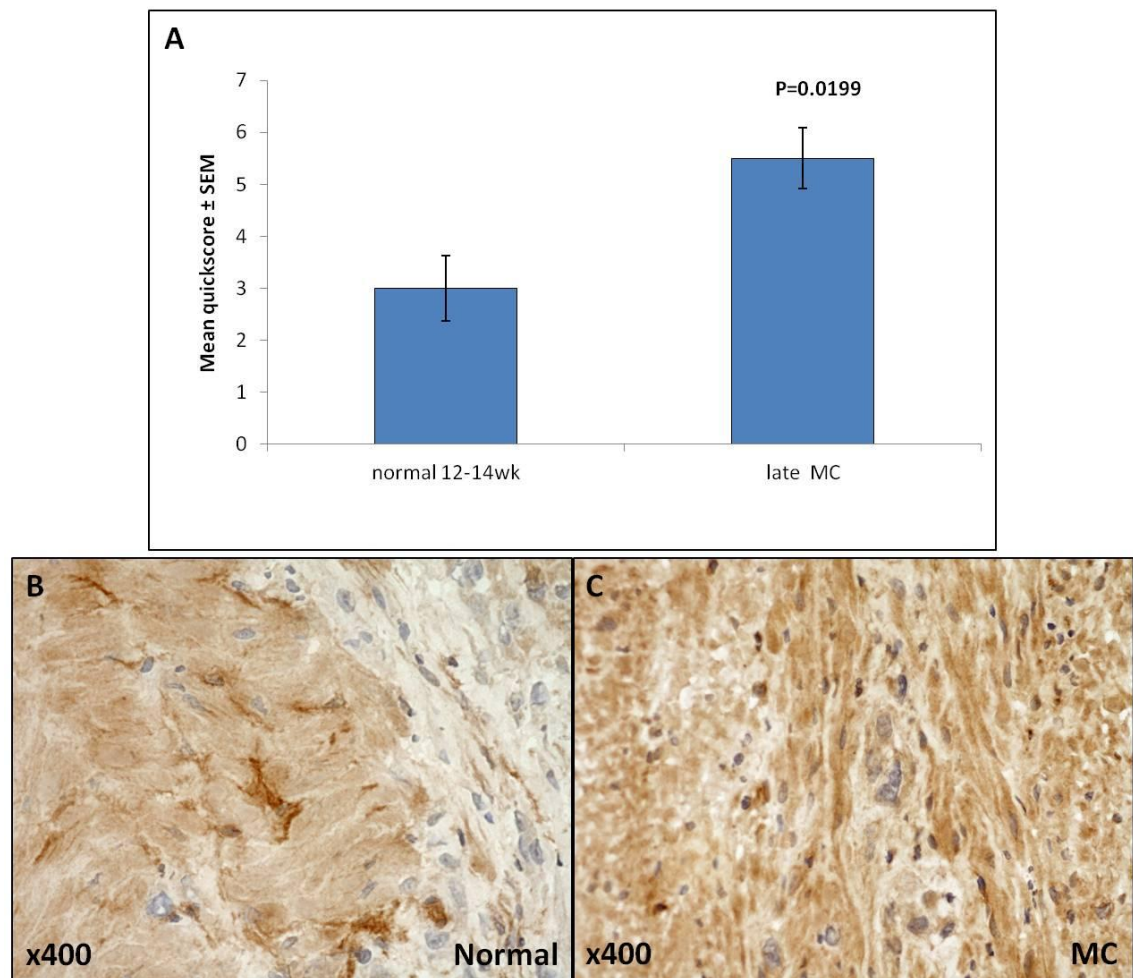 A
7
6
5
4
3
2
1
0
Mean quickscore ± SEM
P=0.0199
normal 12-14wk
late MC
B
x400
Normal
C
x400
MC